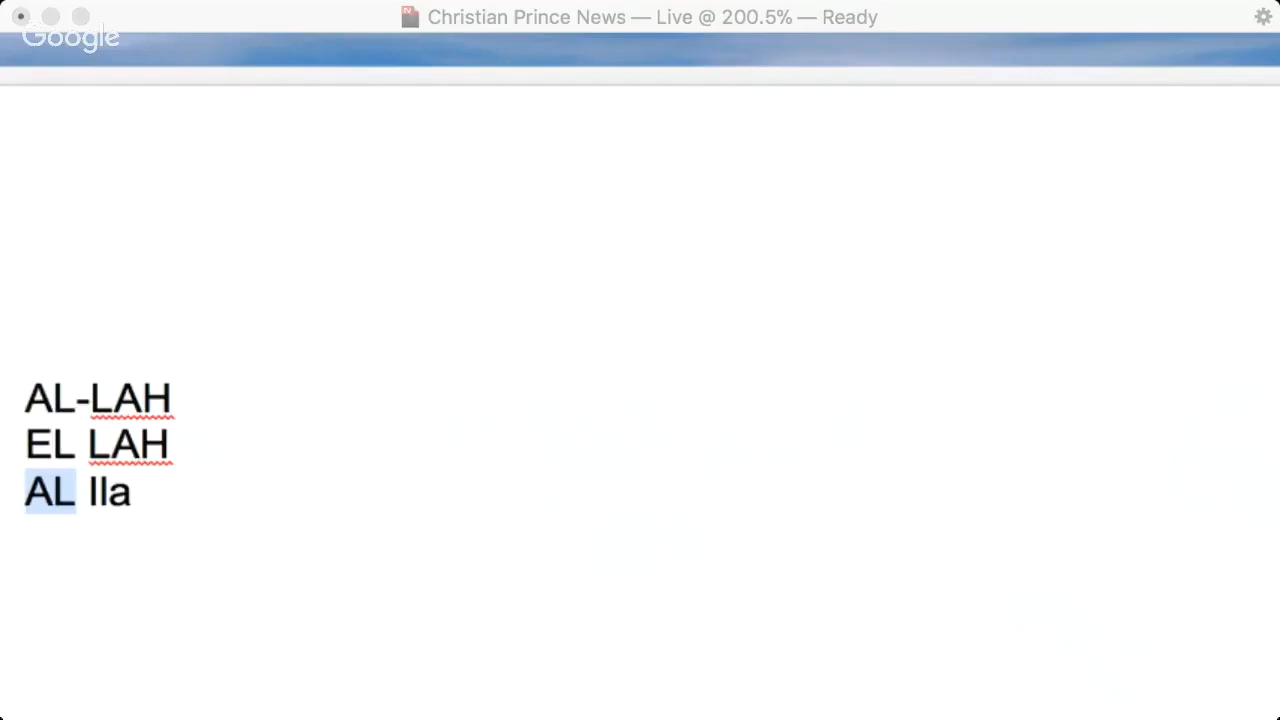 Christian Prince News — Live @ 200.5% — Ready
Google
AL-LAH
EL LAH
AL lla